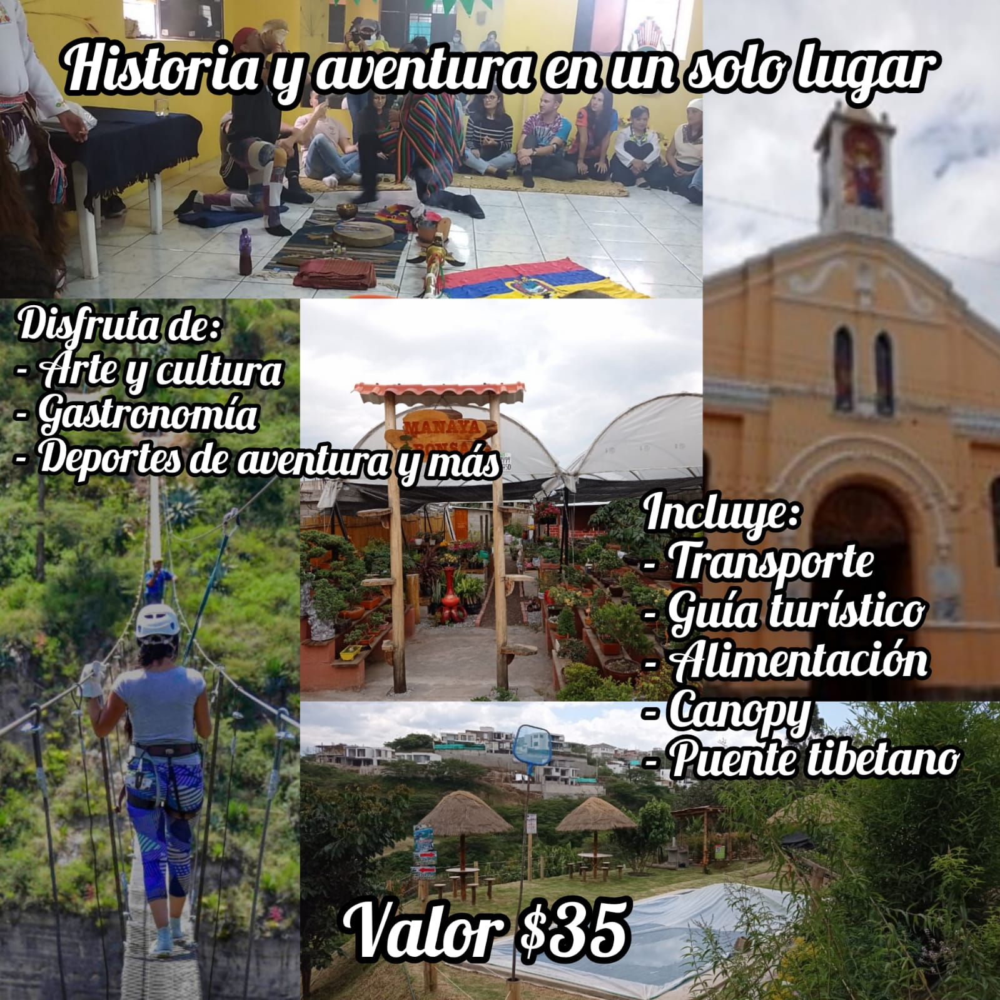 Historia y aventura en un solo lugar
Disfruta de:
- Arte y cultura
- Gastronomía
- Deportes de aventura y más
MANAYA
BONSAI
Incluye:
- Transporte
- Guía turístico
- Alimentación
- Canopy
- Puente tibetano
Valor $35